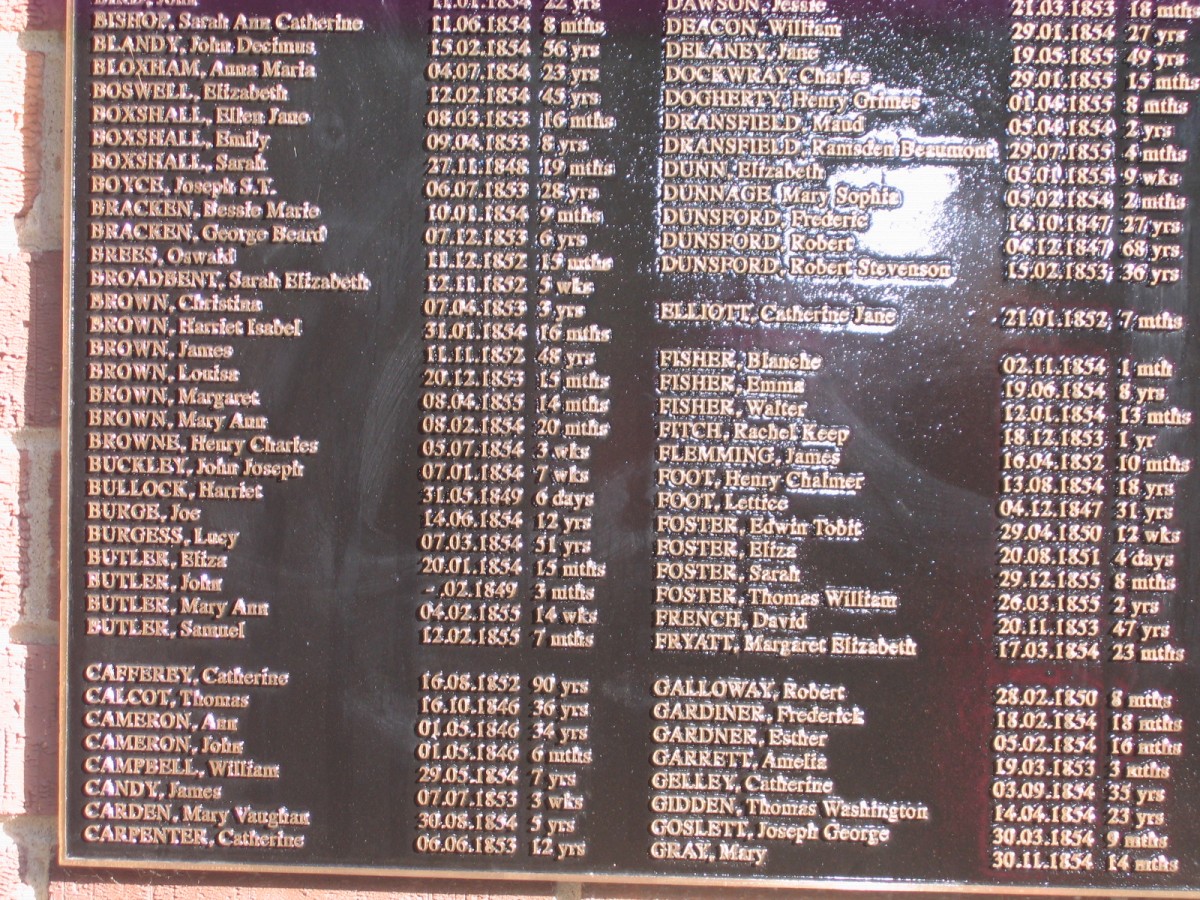 BIRD, John 11.01.1854 22 yrs
BISHOP, Sarah Ann Catherine 11.06.1854 8 mths
BLANDY, John Decimus 15.02.1854 56 yrs
BLOXHAM, Anna Maria 04.07.1854 23 yrs
BOSWELL, Elizabeth 12.02.1854 45 yrs
BOXSHALL, Ellen Jane 08.03.1853 16 mths
BOXSHALL, Emily 09.04.1853 8 yrs
BOXSHALL, Sarah 27.11.1848 19 mths
BOYCE, Joseph S.T. 06.07.1853 28 yrs
BRACKEN, Bessie Marie 10.01.1854 9 mths
BRACKEN, George Beard 07.12.1853 6 yrs
BREES, Oswald 11.12.1852 15 mths
BROADBENT, Sarah Elizabeth 12.11.1852 5 wks
BROWN, Christina 07.04.1853 5 yrs
BROWN, Harriet Isabel 31.01.1854 16 mths
BROWN, James 11.11.1852 48 yrs
BROWN, Louisa 20.12.1853 15 mths
BROWN, Margaret 08.04.1855 14 mths
BROWN, Mary Ann 08.02.1854 20 mths
BROWNE, Henry Charles 05.07.1854 3 wks
BUCKLEY, John Joseph 07.01.1854 7 wks
BULLOCK, Harriet 31.05.1849 6 days
BURGE, Joe 14.06.1854 12 yrs
BURGESS, Lucy 07.03.1854 51 yrs
BUTLER, Eliza 20.01.1854 15 mths
BUTLER, John - .02.1849 3 mths
BUTLER, Mary Ann 04.02.1855 14 wks
BUTLER, Samuel 12.02.1855 7 mths
CAFFEREY, Catherine 16.08.1852 90 yrs
CALCOT, Thomas 16.10.1846 36 yrs
CAMERON, Ann 01.05.1846 34 yrs
CAMERON, John 01.05.1846 6 mths
CAMPBELL, William 29.05.1854 7 yrs
CANDY, James 07.07.1853 3 wks
CARDEN, Mary Vaughan 30.08.1854 5 yrs
CARPENTER, Catherine 06.06.1853 12 yrs
DAWSON, Jessie 21.03.1853 18 mths
DEACON, William 29.01.1854 27 yrs
DELANEY, Jane 19.05.1855 49 yrs
DOCKWRAY, Charles 29.01.1855 15 mths
DOGHERTY, Henry Grimes 01.04.1855 8 mths
DRANSFIELD, Maud 05.04.1854 2 yrs
DRANSFIELD, Ramsden Beaumont 29.07.1855 4 mths
DUNN, Elizabeth 05.01.1855 9 wks
DUNNAGE, Mary Sophia 05.02.1854 2 mths
DUNSFORD, Frederic 14.10.1847 27 yrs
DUNSFORD, Robert 04.12.1847 68 yrs
DUNSFORD, Robert Stevenson 15.02.1853 36 yrs
ELLIOTT, Catherine Jane 21.01.1852 7 mths
FISHER, Blanche 02.11.1854 1 mth
FISHER, Emma 19.06.1854 8 yrs
FISHER, Walter 12.01.1854 13 mths
FITCH, Rachel Keep 18.12.1853 1 yr
FLEMMING, James 16.04.1852 10 mths
FOOT, Henry Chalmer 13.08.1854 18 yrs
FOOT, Lettice 04.12.1847 31 yrs
FOSTER, Edwin Tobit 29.04.1850 12 wks
FOSTER, Eliza 20.08.1851 4 days
FOSTER, Sarah 29.12.1855 8 mths
FOSTER, Thomas William 26.03.1855 2 yrs
FRENCH, David 20.11.1853 47 yrs
FRYATT, Margaret Elizabeth 17.03.1854 23 mths
GALLOWAY, Robert 28.02.1850 8 mths
GARDINER, Frederick 18.02.1854 18 mths
GARDNER, Esther 05.02.1854 16 mths
GARRETT, Amelia 19.03.1853 3 mths
GELLEY, Catherine 03.09.1854 35 yrs
GIDDEN, Thomas Washington 14.04.1854 23 yrs
GOSLETT, Joseph George 30.03.1854 9 mths
GRAY, Mary 30.11.1854 14 mths